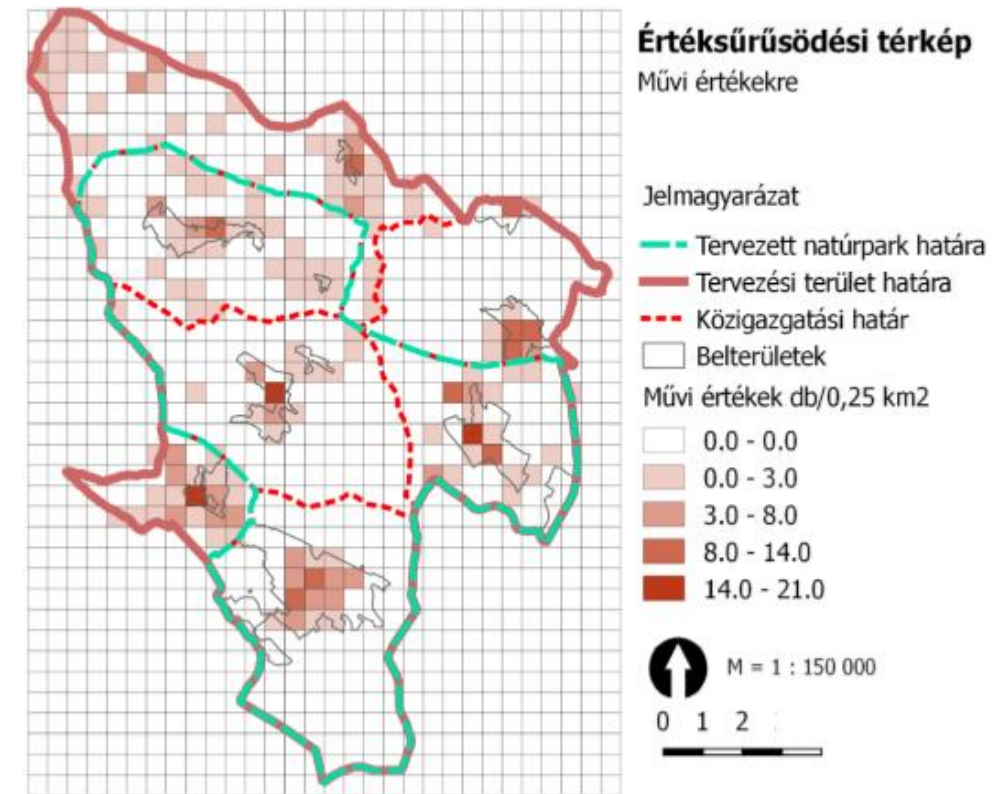 Értéksűrűsödési térkép
Művi értékekre
Jelmagyarázat
Tervezett natúrpark határa
Tervezési terület határa
Közigazgatási határ
Belterületek
Művi értékek db/0,25 km2
0.0 - 0.0
0.0 - 3.0
3.0 - 8.0
8.0 - 14.0
14.0 - 21.0
M = 1 : 150 000
0 1 2